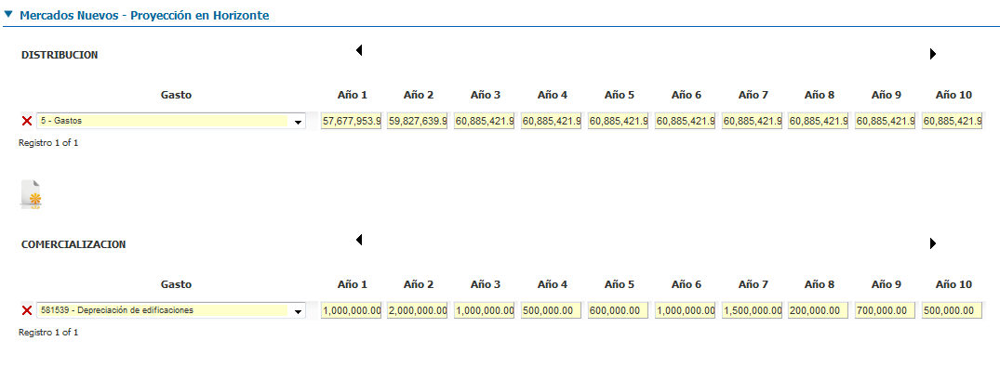 Mercados Nuevos - Proyección en Horizonte
DISTRIBUCION
Gasto Año 1 Año 2 Año 3 Año 4 Año 5 Año 6 Año 7 Año 8 Año 9 Año 10
5 - Gastos 57,677,953.9 59,827,639.9 60,885,421.9 60,885,421.9 60,885,421.9 60,885,421.9 60,885,421.9 60,885,421.9 60,885,421.9 60,885,421.9
Registro 1 of 1
COMERCIALIZACION
Gasto Año 1 Año 2 Año 3 Año 4 Año 5 Año 6 Año 7 Año 8 Año 9 Año 10
581539 - Depreciación de edificaciones 1,000,000.00 2,000,000.00 1,000,000.00 500,000.00 600,000.00 1,000,000.00 1,500,000.00 200,000.00 700,000.00 500,000.00
Registro 1 of 1